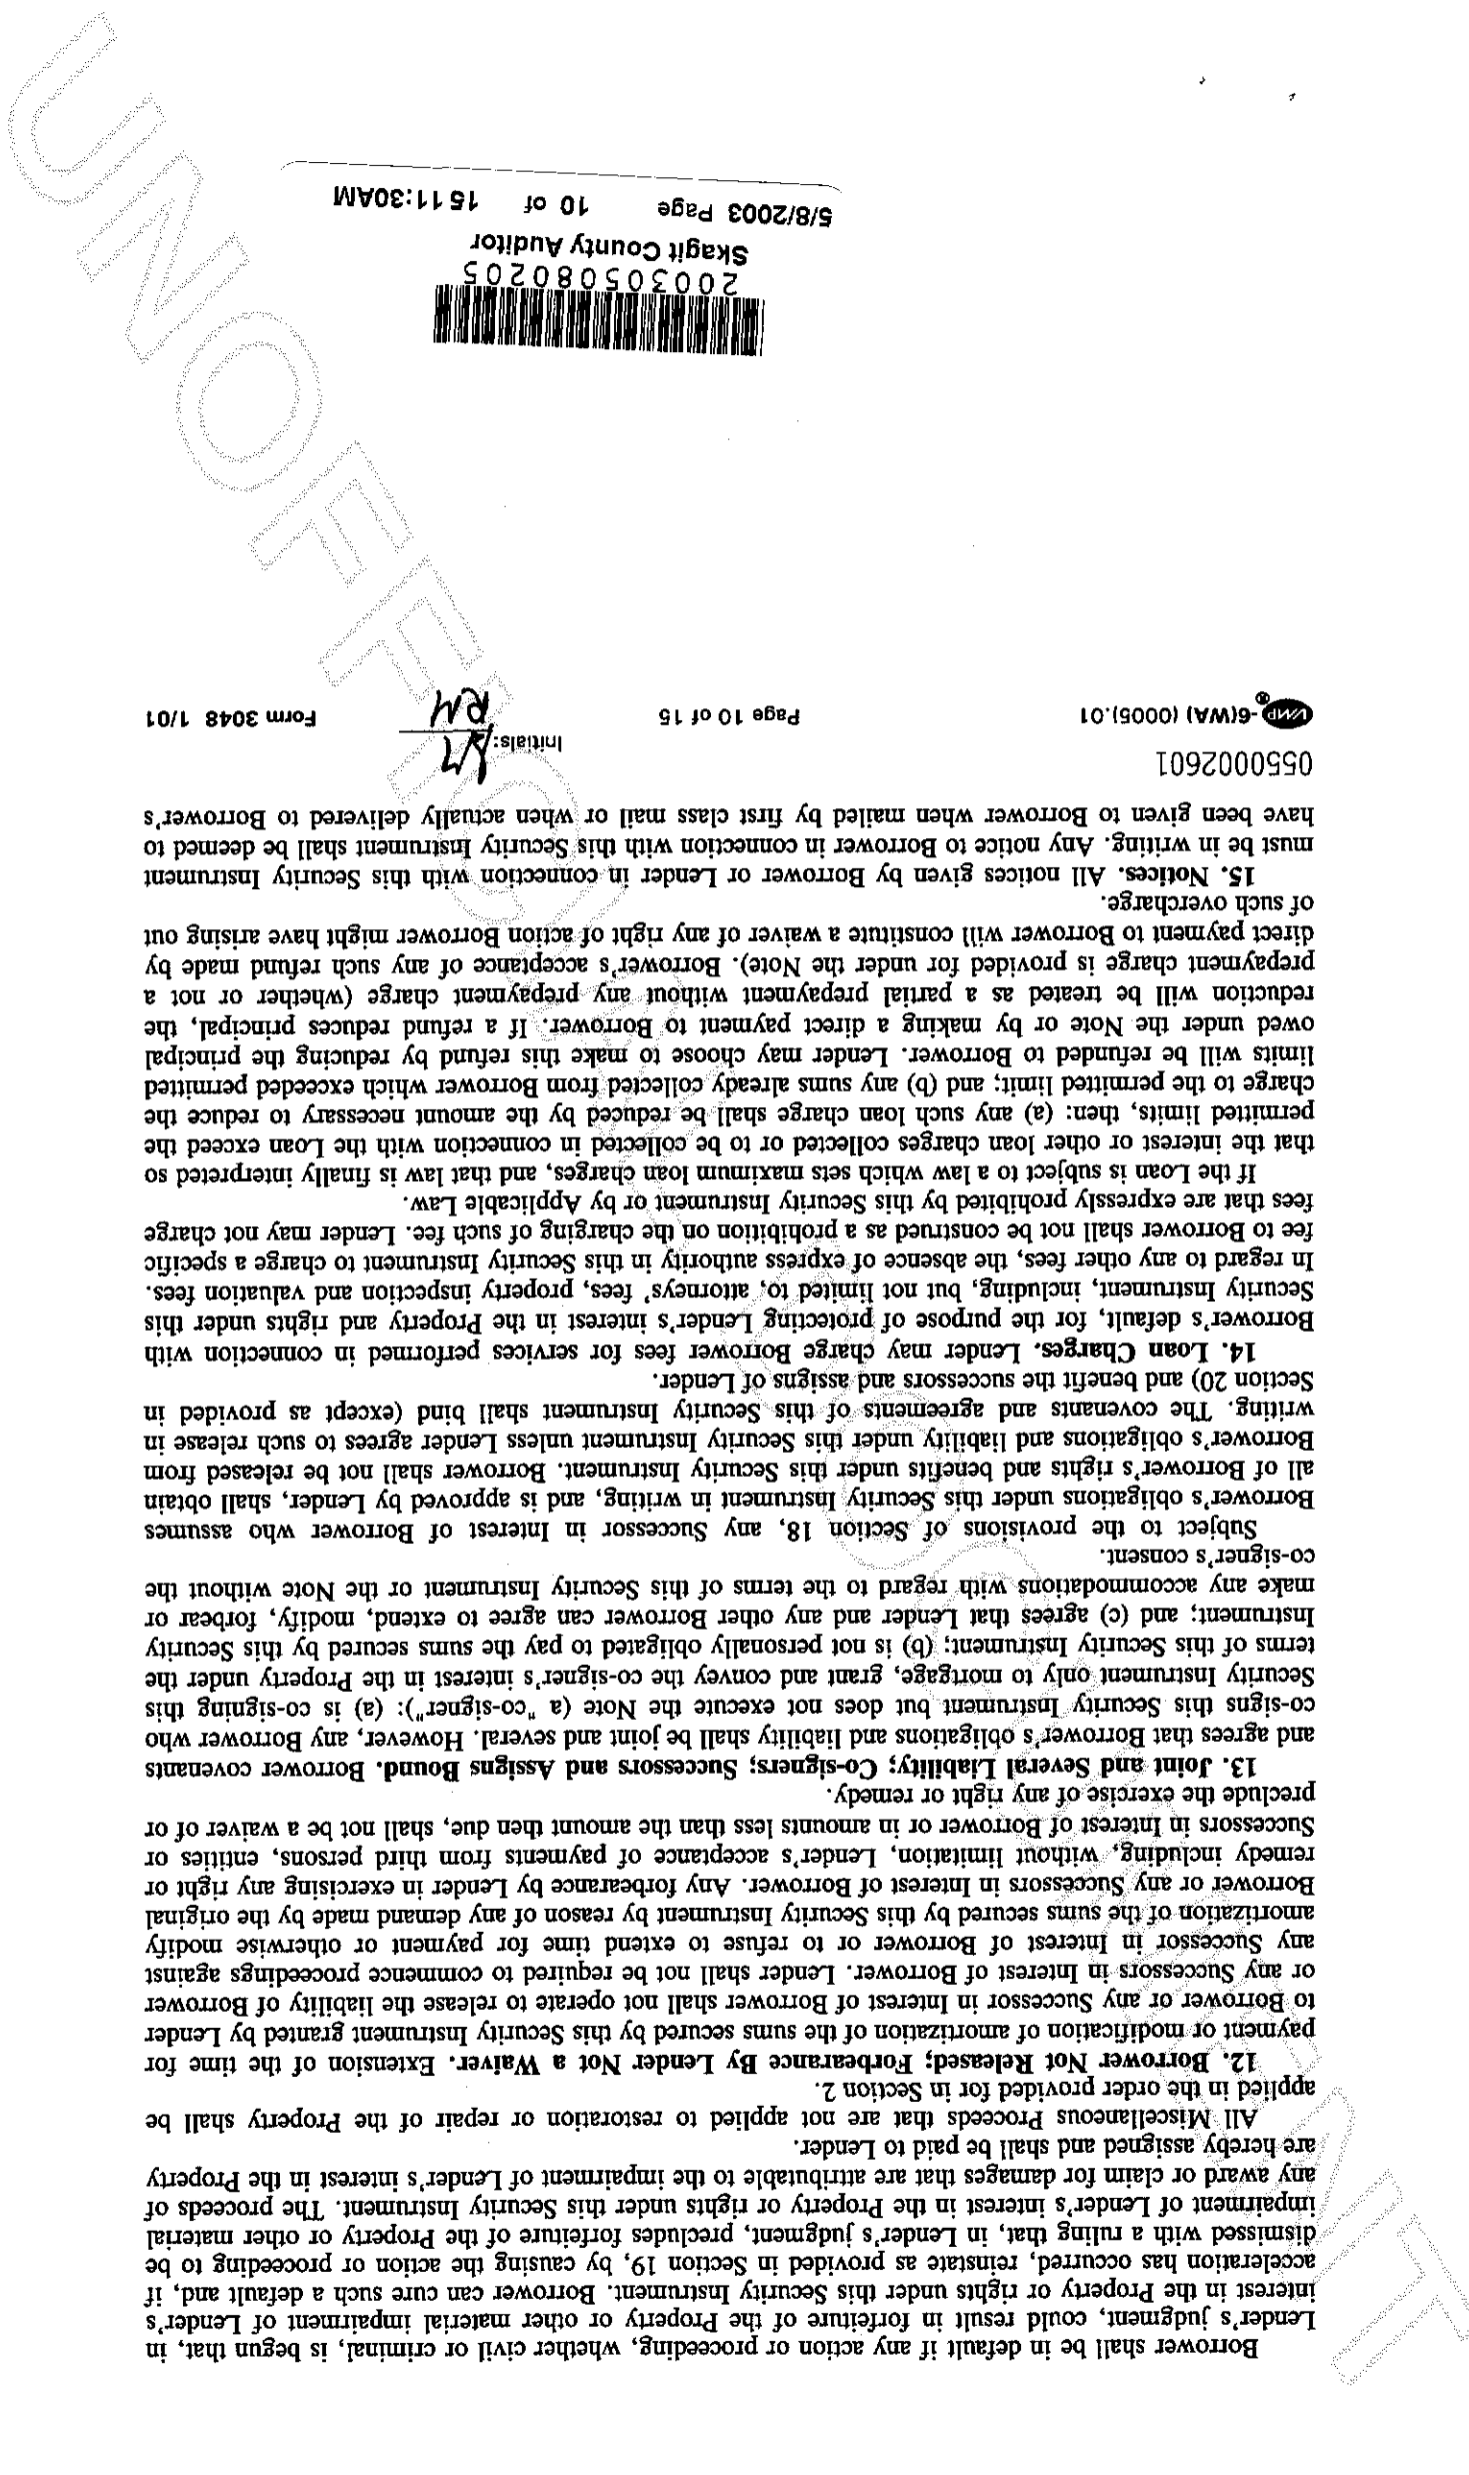 Borrower shall be in default if any action or proceeding, whether civil or criminal, is begun that, in
Lender's judgment, could result in forfeiture of the Property or other material impairment of Lender's
interest in the Property or rights under this Security Instrument. Borrower can cure such a default and, if
acceleration has occurred, reinstate as provided in Section 19, by causing the action or proceeding to be
dismissed with a ruling that, in Lender's judgment, precludes forfeiture of the Property or other material
impairment of Lender's interest in the Property or rights under this Security Instrument. The proceeds of
any award or claim for damages that are attributable to the impairment of Lender's interest in the Property
are hereby assigned and shall be paid to Lender.
All Miscellaneous Proceeds that are not applied to restoration or repair of the Property shall be
applied in the order provided for in Section 2.
12. Borrower Not Released; Forbearance By Lender Not a Waiver. Extension of the time for
payment or modification of amortization of the sums secured by this Security Instrument granted by Lender
to Borrower or any Successor in Interest of Borrower shall not operate to release the liability of Borrower
or any Successors in Interest of Borrower. Lender shall not be required to commence proceedings against
any Successor in Interest of Borrower or to refuse to extend time for payment or otherwise modify
amortization of the sums secured by this Security Instrument by reason of any demand made by the original
Borrower or any Successors in Interest of Borrower. Any forbearance by Lender in exercising any right or
remedy including, without limitation, Lender's acceptance of payments from third persons, entities or
Successors in Interest of Borrower or in amounts less than the amount then due, shall not be a waiver of or
preclude the exercise of any right or remedy.
13. Joint and Several Liability; Co-signers; Successors and Assigns Bound. Borrower covenants
and agrees that Borrower's obligations and liability shall be joint and several. However, any Borrower who
co-signs this Security Instrument but does not execute the Note (a "co-signer"): (a) is co-signing this
Security Instrument only to mortgage, grant and convey the co-signer's interest in the Property under the
terms of this Security Instrument; (b) is not personally obligated to pay the sums secured by this Security
Instrument; and (c) agrees that Lender and any other Borrower can agree to extend, modify, forbear or
make any accommodations with regard to the terms of this Security Instrument or the Note without the
co-signer's consent.
Subject to the provisions of Section 18, any Successor in Interest of Borrower who assumes
Borrower's obligations under this Security Instrument in writing, and is approved by Lender, shall obtain
all of Borrower's rights and benefits under this Security Instrument. Borrower shall not be released from
Borrower's obligations and liability under this Security Instrument unless Lender agrees to such release in
writing. The covenants and agreements of this Security Instrument shall bind (except as provided in
Section 20) and benefit the successors and assigns of Lender.
14. Loan Charges. Lender may charge Borrower fees for services performed in connection with
Borrower's default, for the purpose of protecting Lender's interest in the Property and rights under this
Security Instrument, including, but not limited to, attorneys' fees, property inspection and valuation fees.
In regard to any other fees, the absence of express authority in this Security Instrument to charge a specific
fee to Borrower shall not be construed as a prohibition on the charging of such fee. Lender may not charge
fees that are expressly prohibited by this Security Instrument or by Applicable Law.
If the Loan is subject to a law which sets maximum loan charges, and that law is finally interpreted so
that the interest or other loan charges collected or to be collected in connection with the Loan exceed the
permitted limits, then: (a) any such loan charge shall be reduced by the amount necessary to reduce the
charge to the permitted limit; and (b) any sums already collected from Borrower which exceeded permitted
limits will be refunded to Borrower. Lender may choose to make this refund by reducing the principal
owed under the Note or by making a direct payment to Borrower. If a refund reduces principal, the
reduction will be treated as a partial prepayment without any prepayment charge (whether or not a
prepayment charge is provided for under the Note). Borrower's acceptance of any such refund made by
direct payment to Borrower will constitute a waiver of any right of action Borrower might have arising out
of such overcharge.
15. Notices. All notices given by Borrower or Lender in connection with this Security Instrument
must be in writing. Any notice to Borrower in connection with this Security Instrument shall be deemed to
have been given to Borrower when mailed by first class mail or when actually delivered to Borrower's
0550002601
VMP®-6(WA) (0005).01 Page 10 of 15 Initials: RM Form 3048 1/01
200305080205
Skagit County Auditor
5/8/2003 Page 10 of 15 11:30AM
UNOFFICIAL DOCUMENT